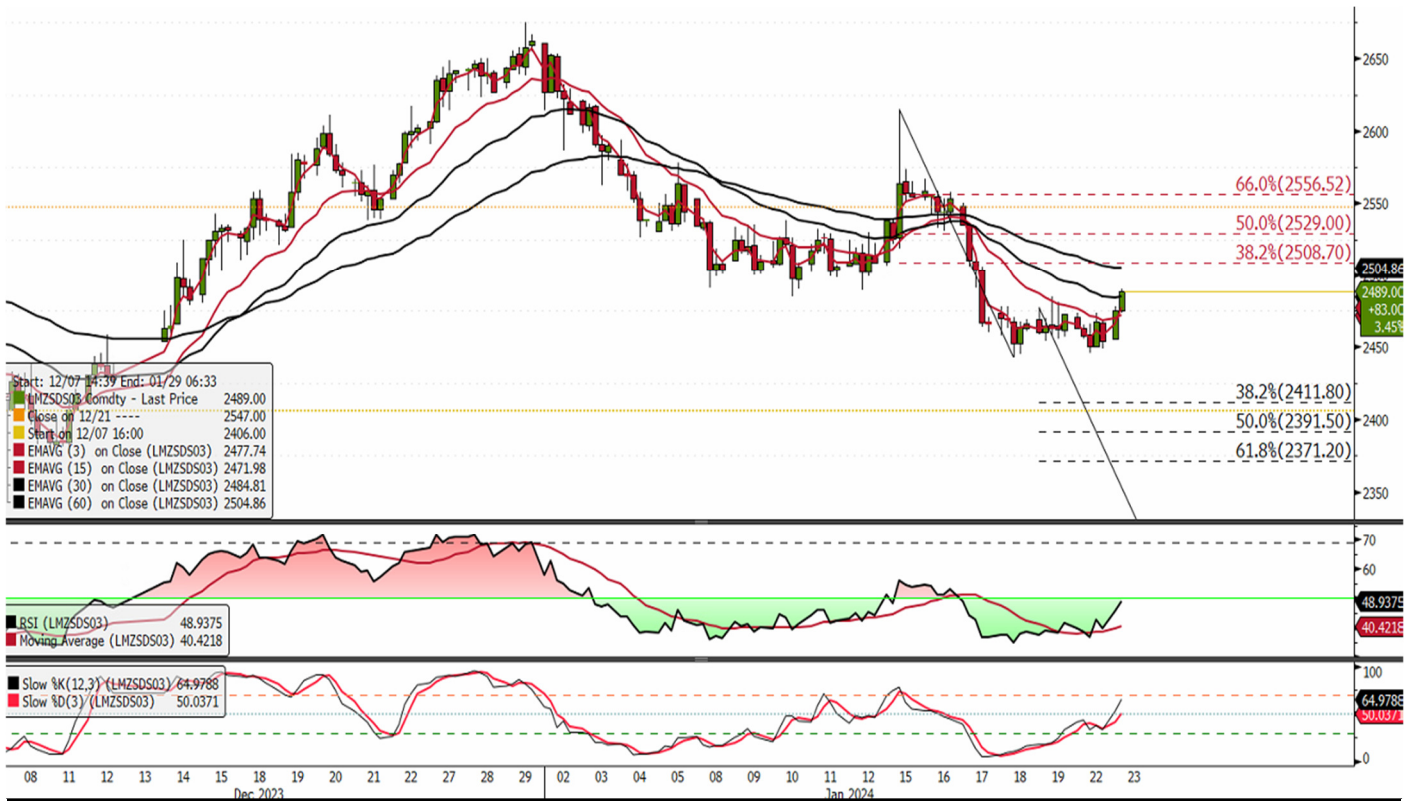 2650
2600
66.0%(2556.52)
2550
50.0%(2529.00)
38.2%(2508.70)
2504.86
2489.00
+83.00
3.45%
2450
38.2%(2411.80)
2400
50.0%(2391.50)
61.8%(2371.20)
2350
Start: 12/07 14:39 End: 01/29 06:33
LMZSDS03 Comdty - Last Price 2489.00
Close on 12/21 ---- 2547.00
Start on 12/07 16:00 2406.00
EMAVG (3) on Close (LMZSDS03) 2477.74
EMAVG (15) on Close (LMZSDS03) 2471.98
EMAVG (30) on Close (LMZSDS03) 2484.81
EMAVG (60) on Close (LMZSDS03) 2504.86
70
60
48.9375
40.4218
RSI (LMZSDS03) 48.9375
Moving Average (LMZSDS03) 40.4218
100
64.9788
50.0371
0
Slow %K(12,3) (LMZSDS03) 64.9788
Slow %D(3) (LMZSDS03) 50.0371
08 11 12 13 14 15 18 19 20 21 22 27 28 29 02 03 04 05 08 09 10 11 12 15 16 17 18 19 22 23
Dec 2023 Jan 2024